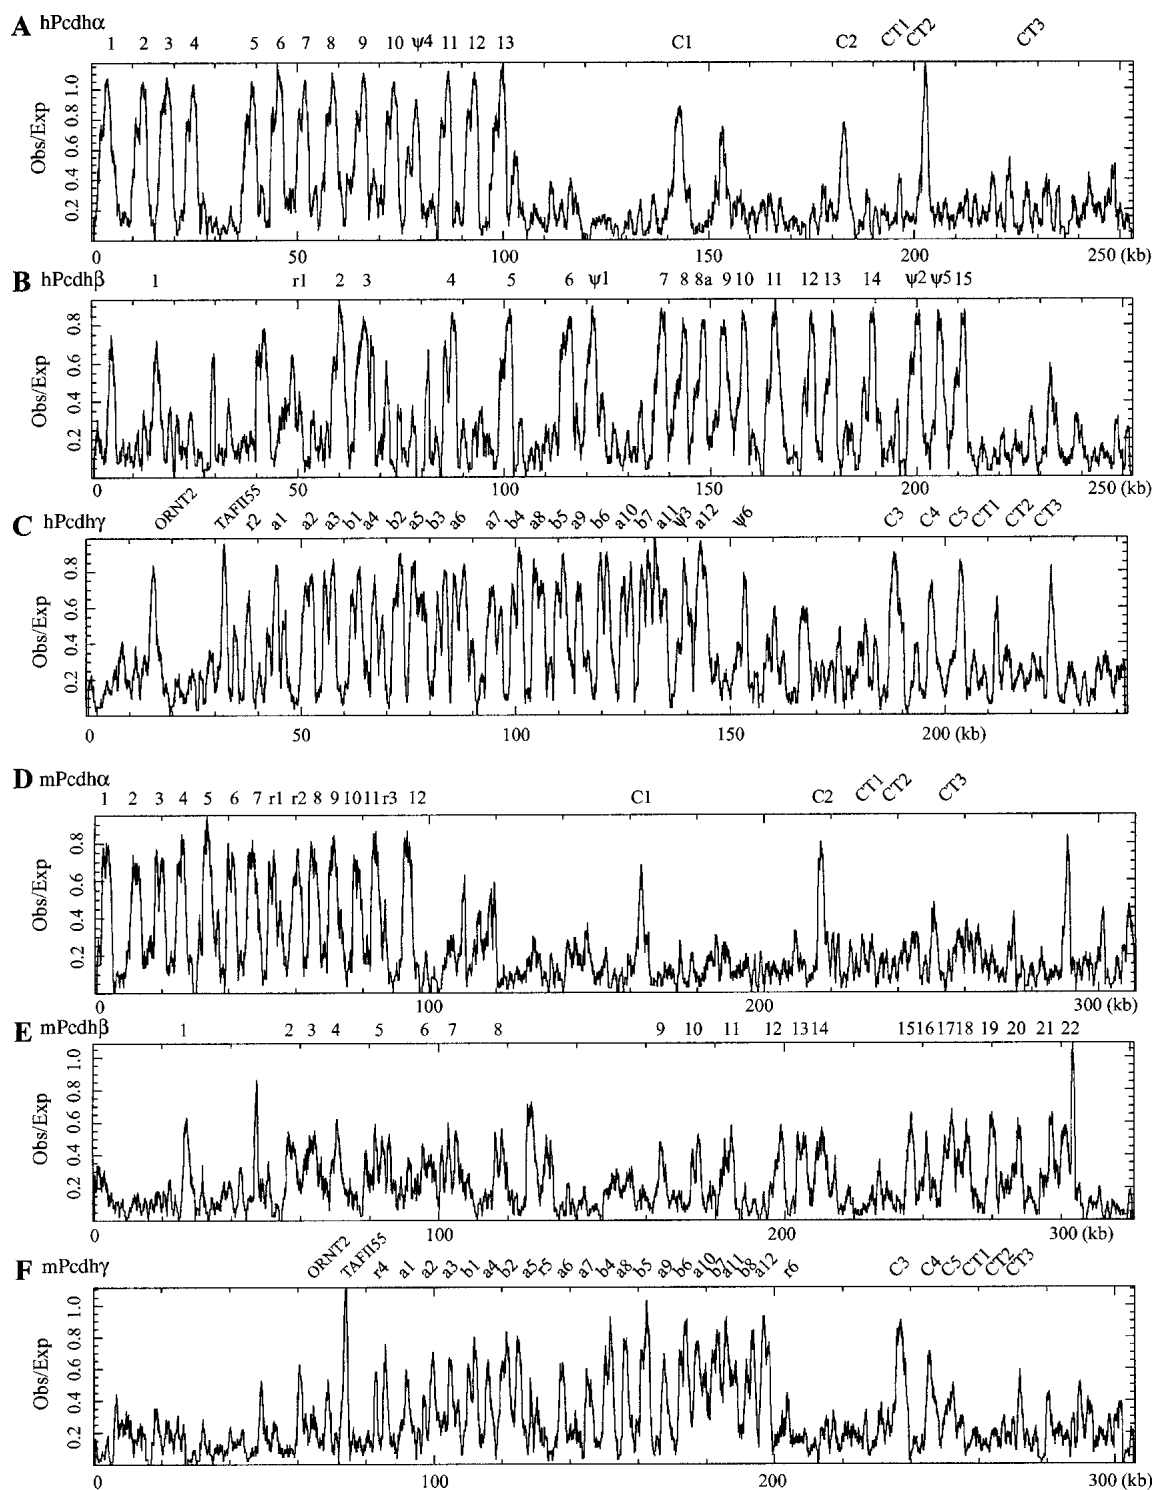 A hPcdhα
1 2 3 4 5 6 7 8 9 10 ψ4 11 12 13 C1 C2 CT1 CT2 CT3
Obs/Exp
1.0
0.8
0.6
0.4
0.2
0 50 100 150 200 250 (kb)
B hPcdhβ
1 r1 2 3 4 5 6 ψ1 7 8 8a 9 10 11 12 13 14 ψ2 ψ5 15
Obs/Exp
0.8
0.6
0.4
0.2
0 50 100 150 200 250 (kb)
C hPcdhγ
ORNT2 TAFII55 r2 a1 a2 a3 b1 a4 b2 a5 b3 a6 a7 b4 a8 b5 a9 b6 a10 b7 a11 ψ3 a12 ψ6 C3 C4 C5 CT1 CT2 CT3
Obs/Exp
0.8
0.6
0.4
0.2
0 50 100 150 200 (kb)
D mPcdhα
1 2 3 4 5 6 7 r1 r2 8 9 10 11 r3 12 C1 C2 CT1 CT2 CT3
Obs/Exp
0.8
0.6
0.4
0.2
0 100 200 300 (kb)
E mPcdhβ
1 2 3 4 5 6 7 8 9 10 11 12 13 14 15 16 17 18 19 20 21 22
Obs/Exp
1.0
0.8
0.6
0.4
0.2
0 100 200 300 (kb)
F mPcdhγ
ORNT2 TAFII55 r4 a1 a2 a3 b1 a4 b2 a5 r5 a6 a7 b4 a8 b5 a9 b6 a10 b7 a11 b8 a12 r6 C3 C4 C5 CT1 CT2 CT3
Obs/Exp
1.0
0.8
0.6
0.4
0.2
0 100 200 300 (kb)